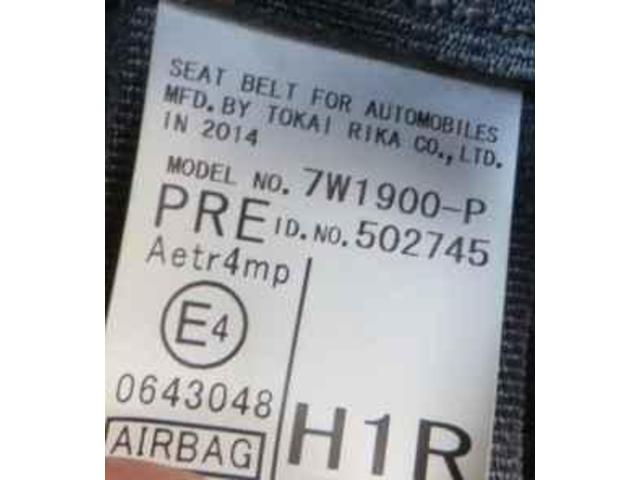 SEAT BELT FOR AUTOMOBILES
MFD. BY TOKAI RIKA CO., LTD.
IN 2014
MODEL NO. 7W1900-P
PRE ID. NO. 502745
Aetr4mp
E4
0643048
AIRBAG
H1R